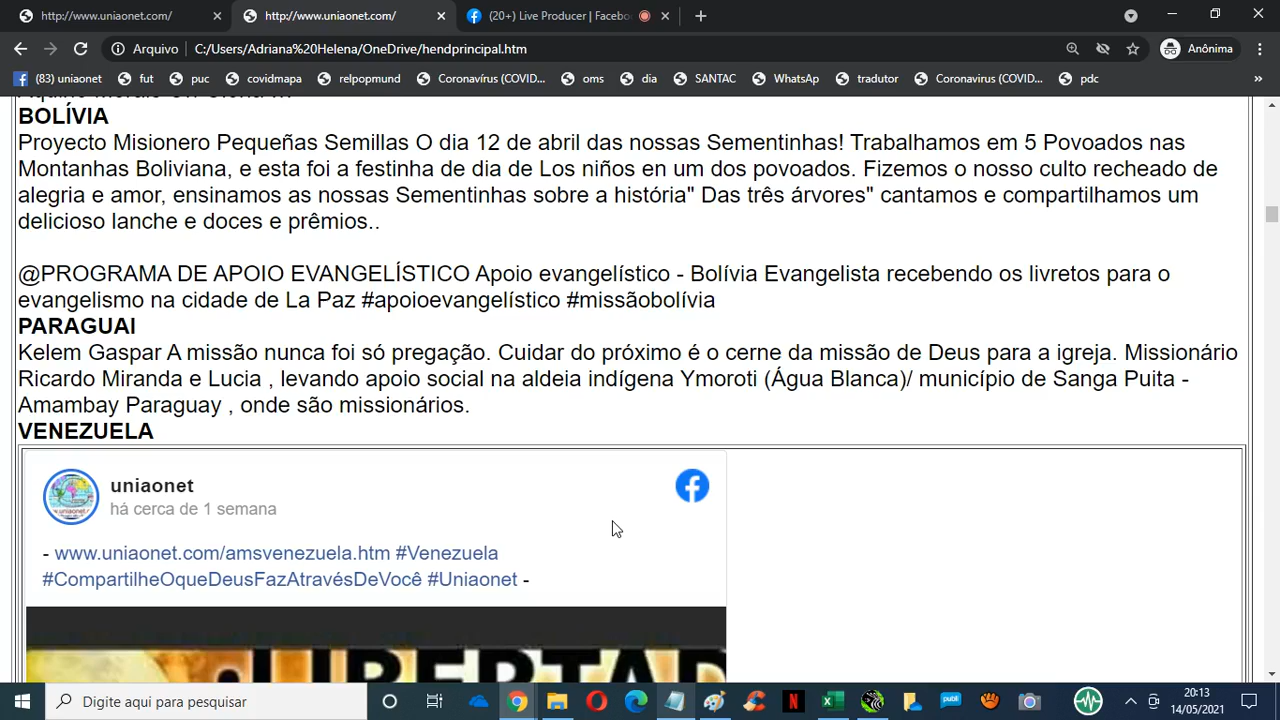 http://www.uniaonet.com/
http://www.uniaonet.com/
(20+) Live Producer | Facebo
Arquivo
C:/Users/Adriana%20Helena/OneDrive/hendprincipal.htm
Anônima
(83) uniaonet
fut
puc
covidmapa
relpopmund
Coronavírus (COVID...
oms
dia
SANTAC
WhatsApp
tradutor
Coronavirus (COVID...
pdc
»
BOLÍVIA
Proyecto Misionero Pequeñas Semillas O dia 12 de abril das nossas Sementinhas! Trabalhamos em 5 Povoados nas
Montanhas Boliviana, e esta foi a festinha de dia de Los niños en um dos povoados. Fizemos o nosso culto recheado de
alegria e amor, ensinamos as nossas Sementinhas sobre a história" Das três árvores" cantamos e compartilhamos um
delicioso lanche e doces e prêmios..
@PROGRAMA DE APOIO EVANGELÍSTICO Apoio evangelístico - Bolívia Evangelista recebendo os livretos para o
evangelismo na cidade de La Paz #apoioevangelístico #missãobolívia
PARAGUAI
Kelem Gaspar A missão nunca foi só pregação. Cuidar do próximo é o cerne da missão de Deus para a igreja. Missionário
Ricardo Miranda e Lucia , levando apoio social na aldeia indígena Ymoroti (Água Blanca)/ município de Sanga Puita -
Amambay Paraguay , onde são missionários.
VENEZUELA
uniaonet
há cerca de 1 semana
- www.uniaonet.com/amsvenezuela.htm #Venezuela
#CompartilheOqueDeusFazAtravésDeVocê #Uniaonet -
LIBERTAD
Digite aqui para pesquisar
publi
20:13
14/05/2021